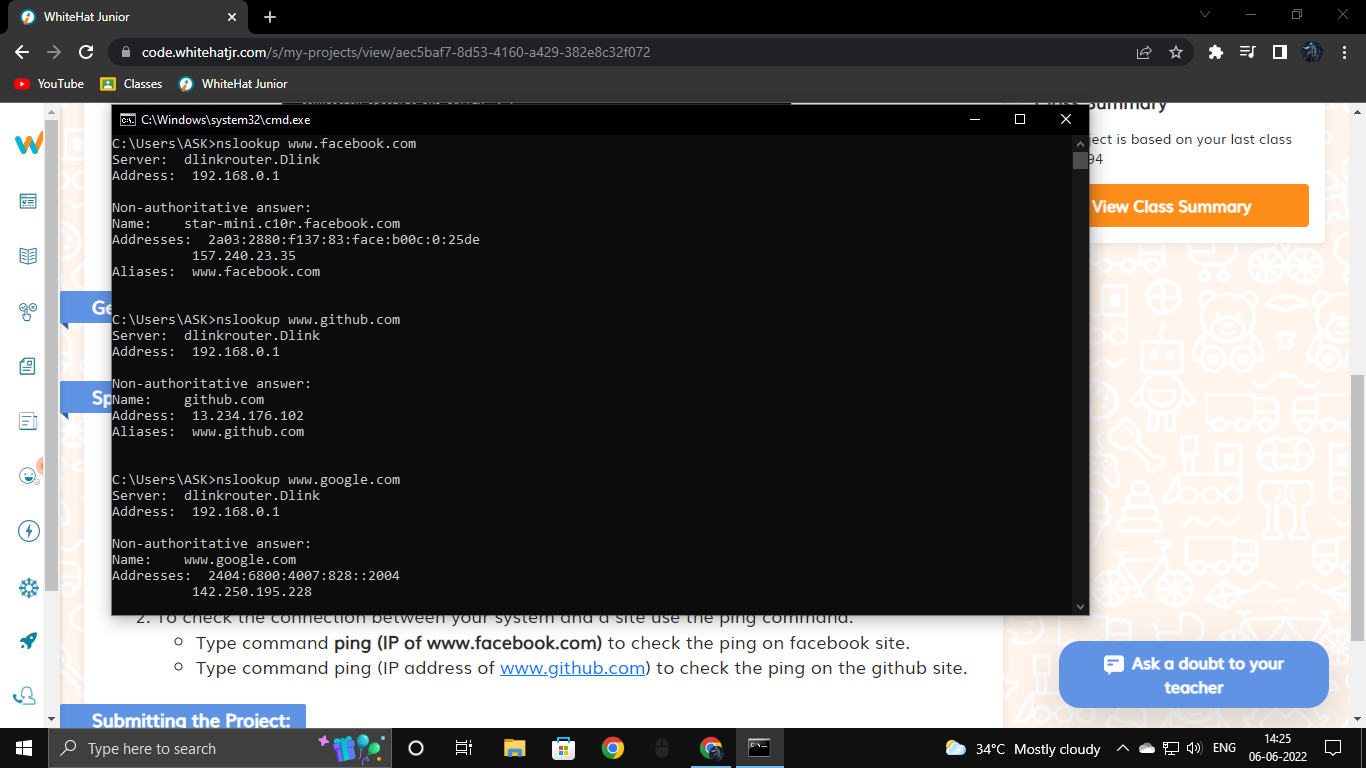 WhiteHat Junior
code.whitehatjr.com/s/my-projects/view/aec5baf7-8d53-4160-a429-382e8c32f072
YouTube Classes WhiteHat Junior
Summary
C:\Windows\system32\cmd.exe
ject is based on your last class
94
View Class Summary
C:\Users\ASK>nslookup www.facebook.com
Server:  dlinkrouter.Dlink
Address:  192.168.0.1
Non-authoritative answer:
Name:    star-mini.c10r.facebook.com
Addresses:  2a03:2880:f137:83:face:b00c:0:25de
157.240.23.35
Aliases:  www.facebook.com
Ge
C:\Users\ASK>nslookup www.github.com
Server:  dlinkrouter.Dlink
Address:  192.168.0.1
Non-authoritative answer:
Sp
Name:    github.com
Address:  13.234.176.102
Aliases:  www.github.com
C:\Users\ASK>nslookup www.google.com
Server:  dlinkrouter.Dlink
Address:  192.168.0.1
Non-authoritative answer:
Name:    www.google.com
Addresses:  2404:6800:4007:828::2004
142.250.195.228
2. To check the connection between your system and a site use the ping command.
Type command ping (IP of www.facebook.com) to check the ping on facebook site.
Type command ping (IP address of www.github.com) to check the ping on the github site.
Ask a doubt to your
teacher
Submitting the Project:
Type here to search
34°C Mostly cloudy
ENG
14:25
06-06-2022